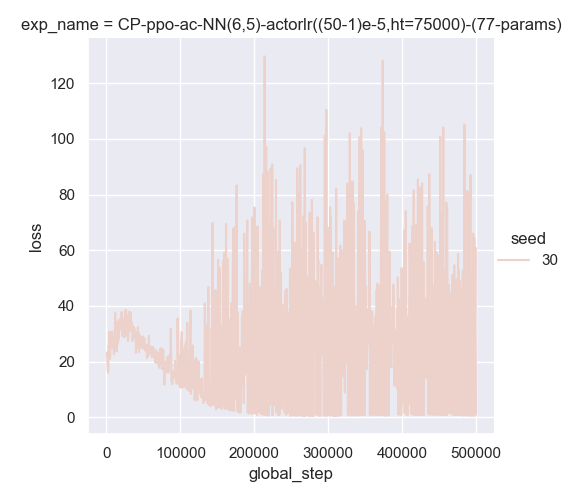 exp_name = CP-ppo-ac-NN(6,5)-actorlr((50-1)e-5,ht=75000)-(77-params)
120
100
80
60
40
20
0
loss
0 100000 200000 300000 400000 500000
global_step
seed
30